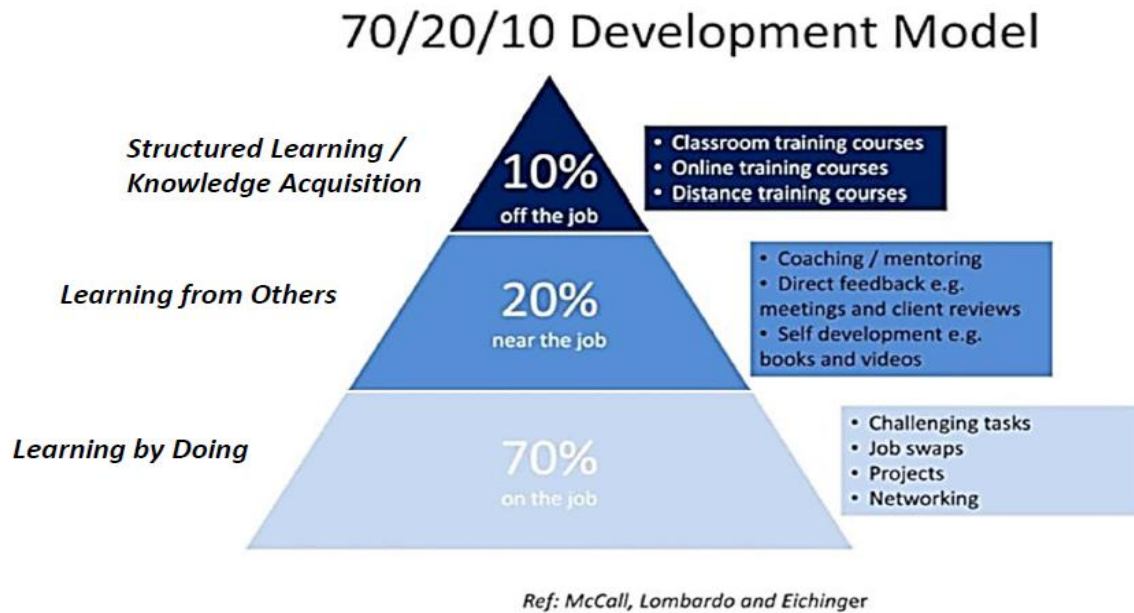 70/20/10 Development Model
Structured Learning /
Knowledge Acquisition
10%
off the job
• Classroom training courses
• Online training courses
• Distance training courses
Learning from Others
20%
near the job
• Coaching / mentoring
• Direct feedback e.g.
meetings and client reviews
• Self development e.g.
books and videos
Learning by Doing
70%
on the job
• Challenging tasks
• Job swaps
• Projects
• Networking
Ref: McCall, Lombardo and Eichinger